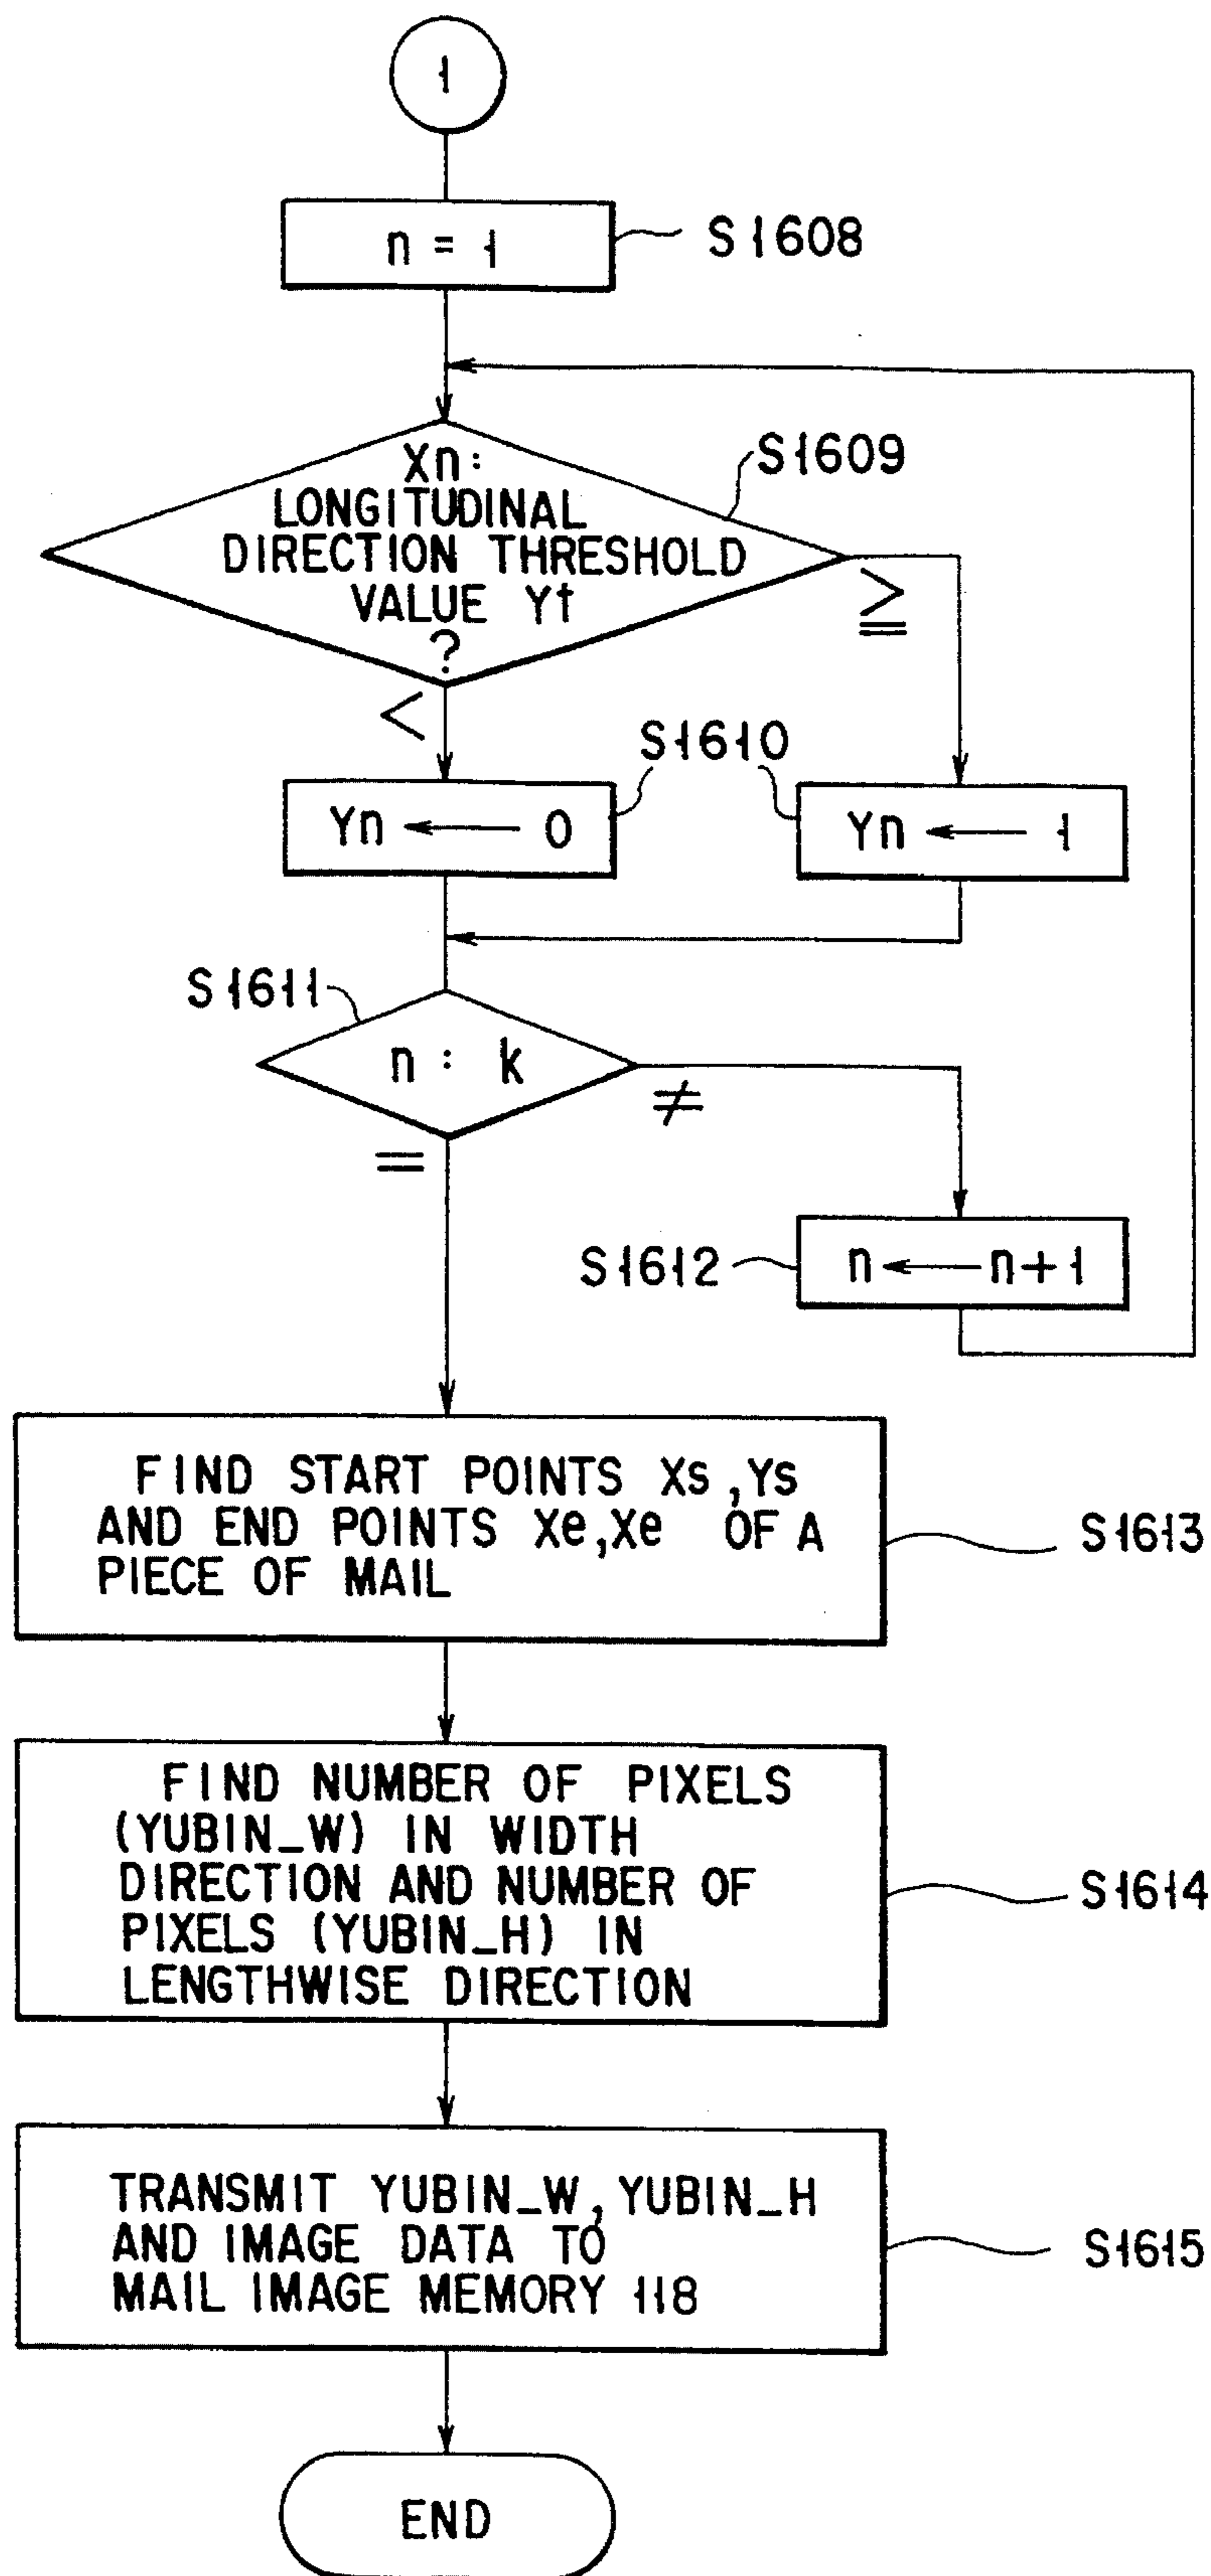 1
n = 1
S1608
Xn:
LONGITUDINAL
DIRECTION THRESHOLD
VALUE Yt
?
S1609
≧
<
S1610
Yn ← 0
Yn ← 1
S1611
n : k
≠
=
S1612
n ← n+1
FIND START POINTS Xs,Ys
AND END POINTS Xe,Xe OF A
PIECE OF MAIL
S1613
FIND NUMBER OF PIXELS
(YUBIN_W) IN WIDTH
DIRECTION AND NUMBER OF
PIXELS (YUBIN_H) IN
LENGTHWISE DIRECTION
S1614
TRANSMIT YUBIN_W, YUBIN_H
AND IMAGE DATA TO
MAIL IMAGE MEMORY 118
S1615
END